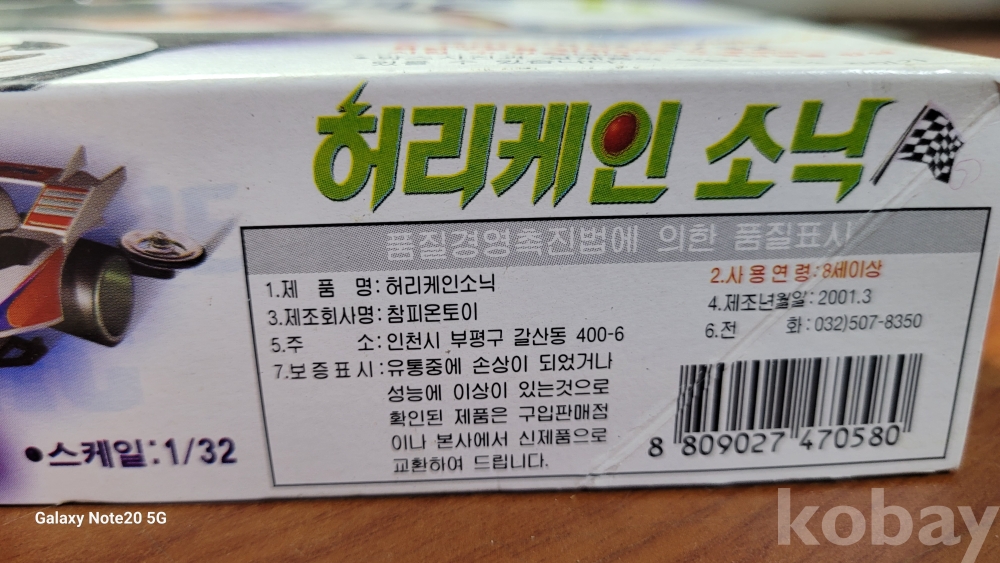 허리케인 소닉
품질경영촉진법에 의한 품질표시
1.제 품 명: 허리케인소닉
2.사용연령: 8세이상
3.제조회사명: 참피온토이
4.제조년월일: 2001.3
5.주 소: 인천시 부평구 갈산동 400-6
6.전 화: 032)507-8350
7.보증표시: 유통중에 손상이 되었거나
성능에 이상이 있는것으로
확인된 제품은 구입판매점
이나 본사에서 신제품으로
교환하여 드립니다.
8 809027 470580
•스케일:1/32
Galaxy Note20 5G
kobay